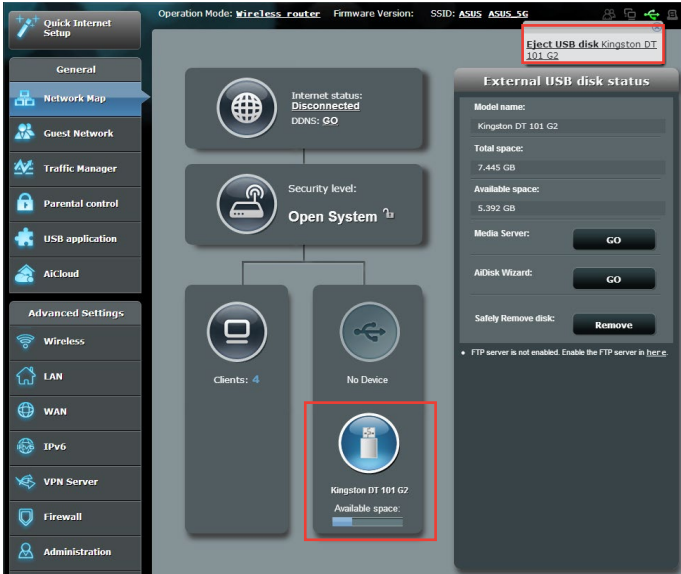 Operation Mode: Wireless router Firmware Version: SSID: ASUS ASUS_5G
Quick Internet
Setup
General
Network Map
Guest Network
Traffic Manager
Parental control
USB application
AiCloud
Advanced Settings
Wireless
LAN
WAN
IPv6
VPN Server
Firewall
Administration
Internet status:
Disconnected
DDNS: GO
Security level:
Open System
Clients: 4
No Device
Kingston DT 101 G2
Available space:
Eject USB disk Kingston DT
101 G2
External USB disk status
Model name:
Kingston DT 101 G2
Total space:
7.445 GB
Available space:
5.392 GB
Media Server: GO
AiDisk Wizard: GO
Safely Remove disk: Remove
• FTP server is not enabled. Enable the FTP server in here.